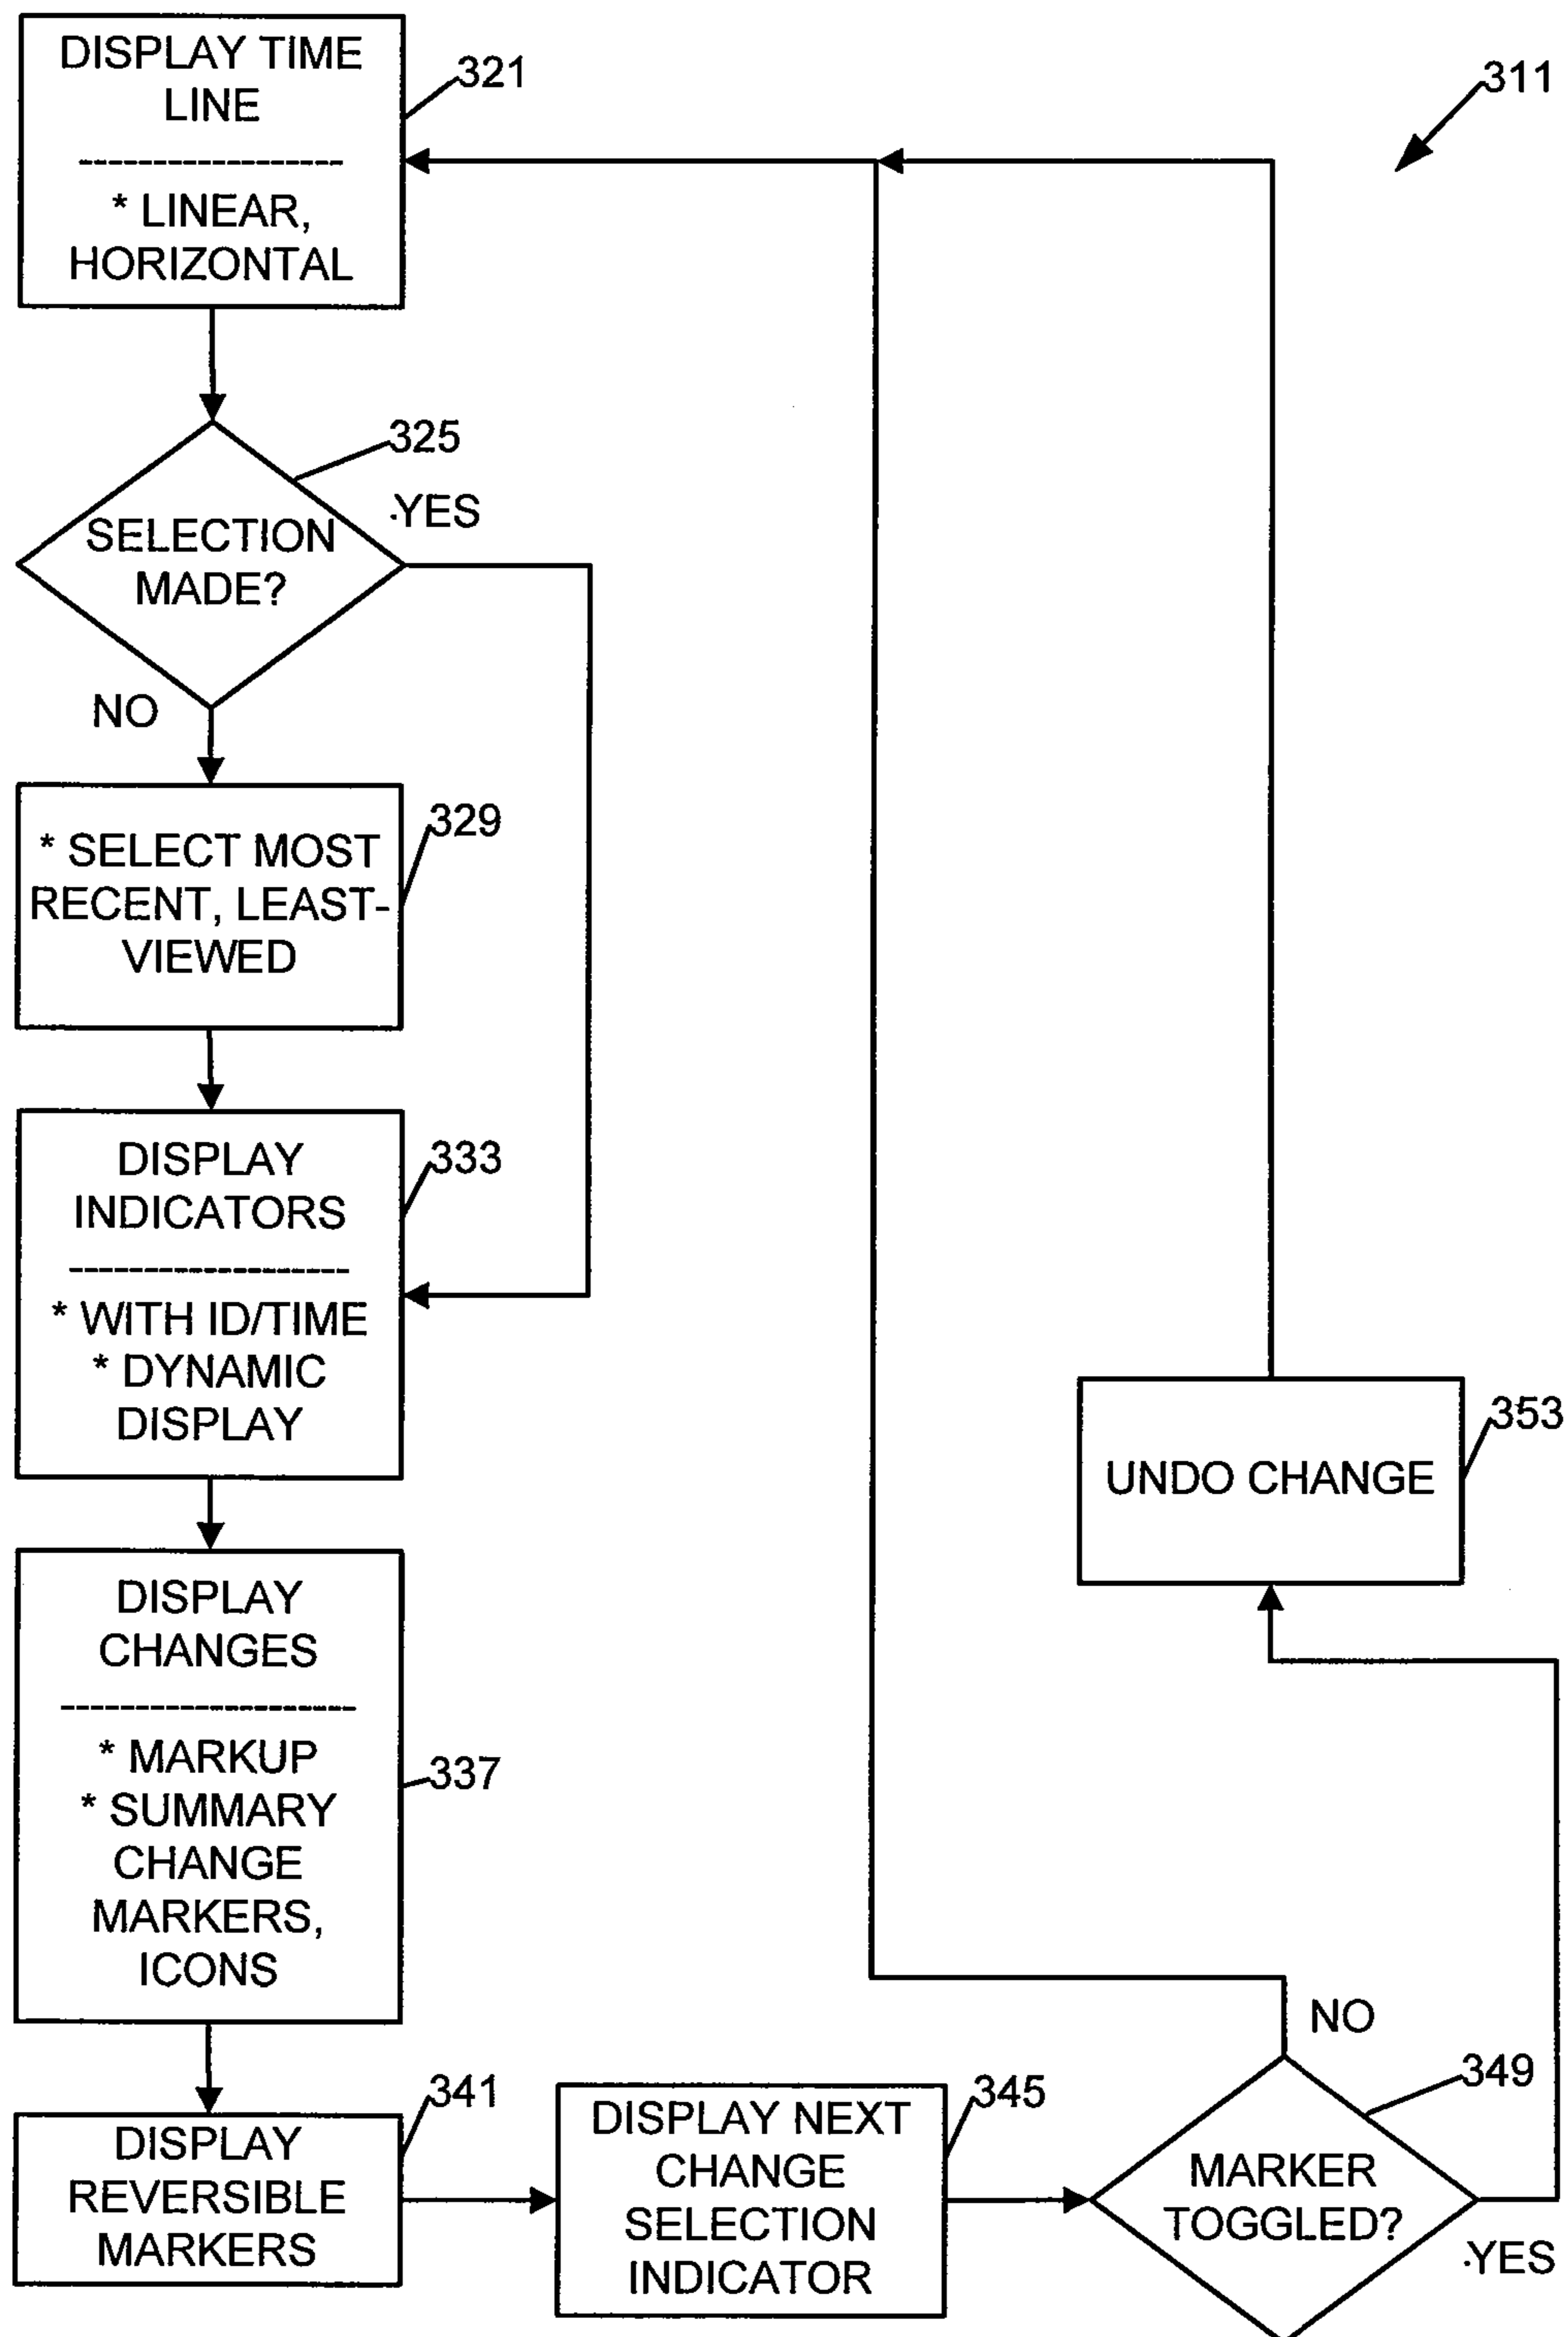 DISPLAY TIME
LINE
--------------------
* LINEAR,
HORIZONTAL
321
311
325
YES
SELECTION
MADE?
NO
329
* SELECT MOST
RECENT, LEAST-
VIEWED
333
DISPLAY
INDICATORS
---------------------
* WITH ID/TIME
* DYNAMIC
DISPLAY
353
UNDO CHANGE
DISPLAY
CHANGES
----------------------
* MARKUP
* SUMMARY
CHANGE
MARKERS,
ICONS
337
NO
341
DISPLAY
REVERSIBLE
MARKERS
345
DISPLAY NEXT
CHANGE
SELECTION
INDICATOR
349
MARKER
TOGGLED?
YES